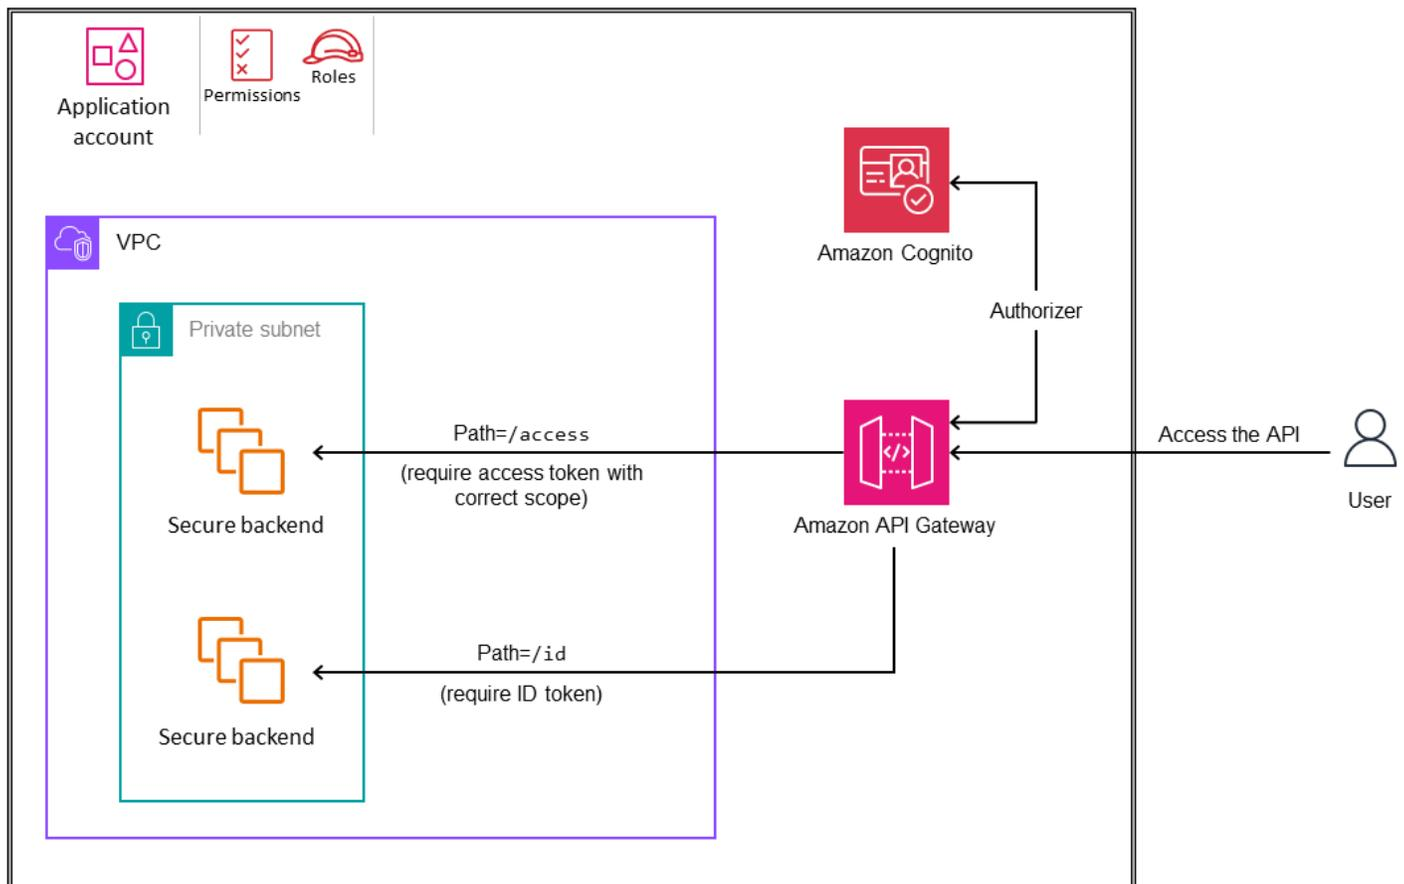 Application
account
Permissions
Roles
Amazon Cognito
VPC
Authorizer
Private subnet
Path=/access
(require access token with
correct scope)
Secure backend
</>
Amazon API Gateway
Access the API
User
Path=/id
(require ID token)
Secure backend